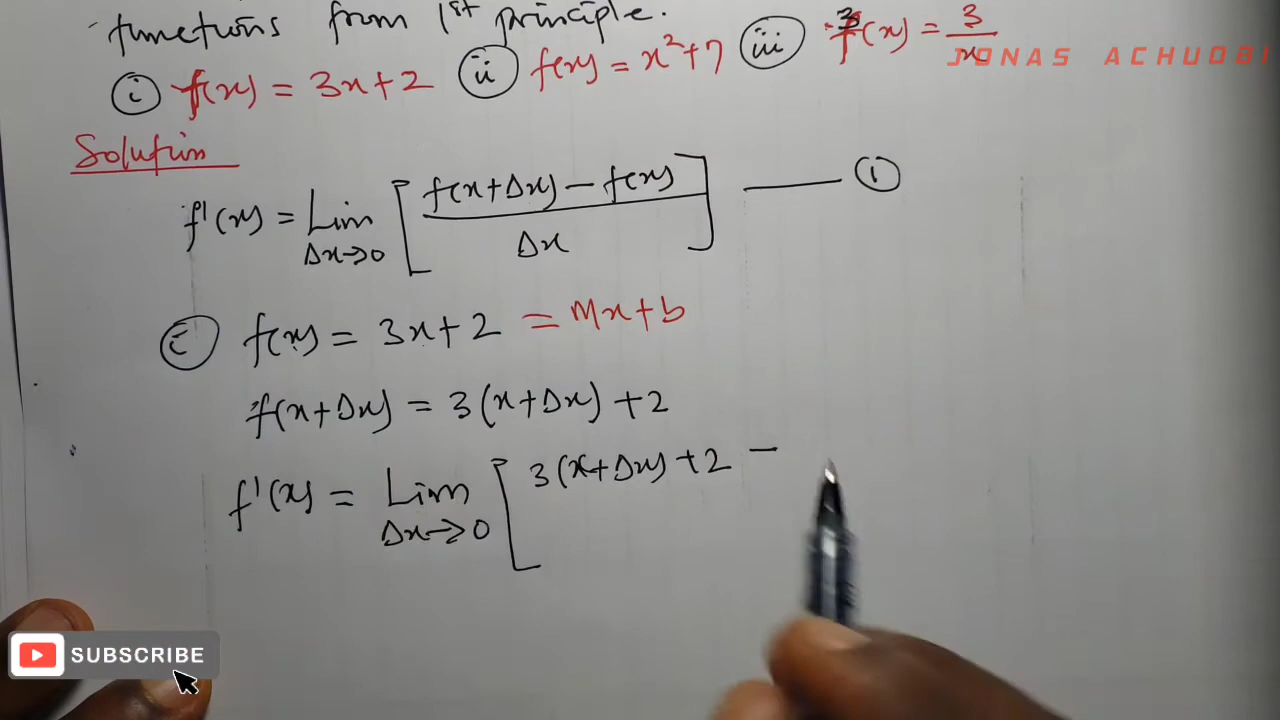 functions from 1st principle.
(i) f(x) = 3x+2 (ii) f(x) = x²+7 (iii) f(x) = 3/x
JONAS ACHUOBI
Solution
f'(x) = Lim Δx→0 [ f(x+Δx) − f(x) / Δx ] —— (i)
(i) f(x) = 3x+2 = Mx+b
f(x+Δx) = 3(x+Δx)+2
f'(x) = Lim Δx→0 [ 3(x+Δx)+2 −
SUBSCRIBE